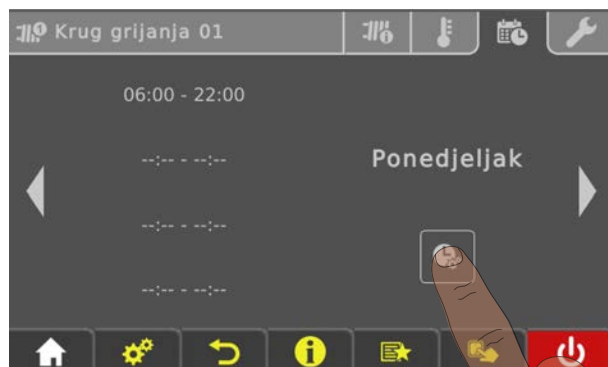 Krug grijanja 01
06:00 - 22:00
--:-- - --:--
Ponedjeljak
--:-- - --:--
--:-- - --:--